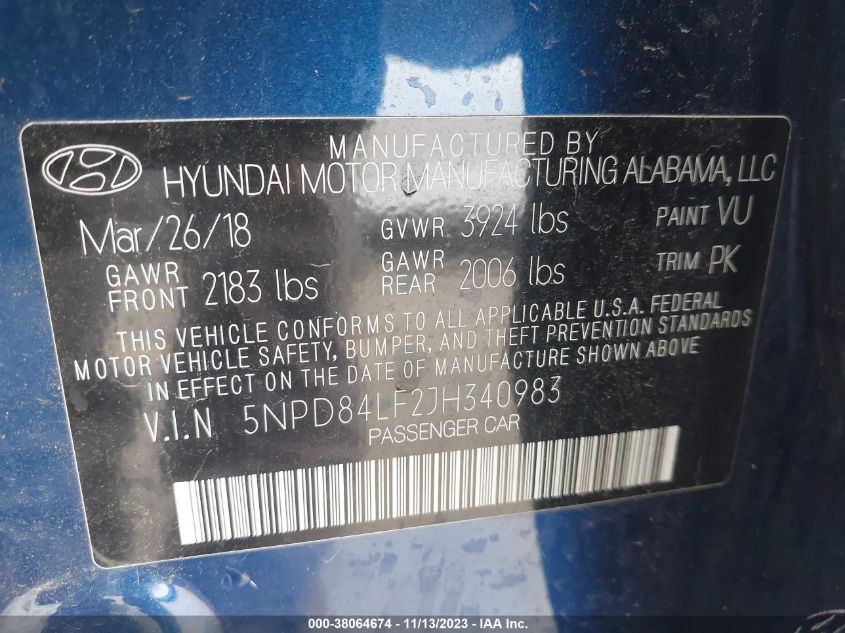 MANUFACTURED BY
HYUNDAI MOTOR MANUFACTURING ALABAMA, LLC
Mar/26/18 GVWR 3924 lbs PAINT VU
GAWR FRONT 2183 lbs GAWR REAR 2006 lbs TRIM PK
THIS VEHICLE CONFORMS TO ALL APPLICABLE U.S.A. FEDERAL
MOTOR VEHICLE SAFETY, BUMPER, AND THEFT PREVENTION STANDARDS
IN EFFECT ON THE DATE OF MANUFACTURE SHOWN ABOVE
V.I.N 5NPD84LF2JH340983
PASSENGER CAR
000-38064674 - 11/13/2023 - IAA Inc.